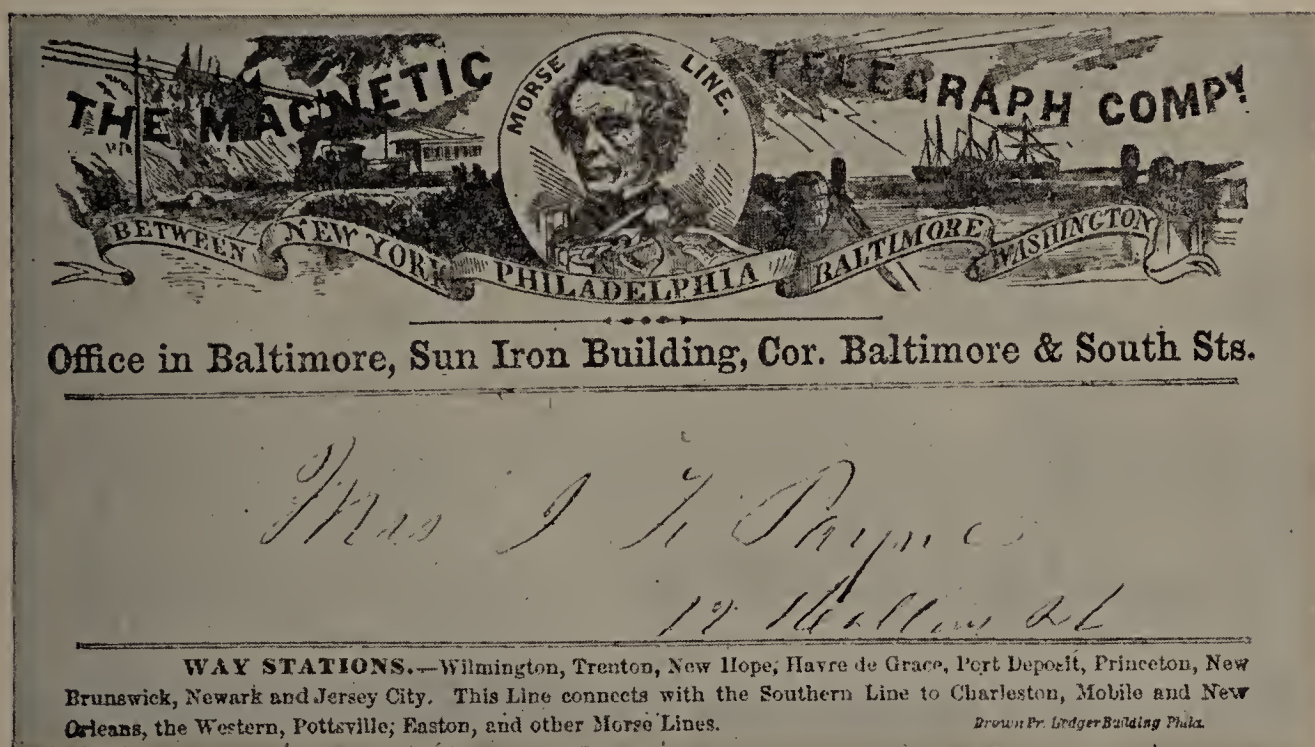 THE MAGNETIC TELEGRAPH COMPY
MORSE LINE.
BETWEEN NEW YORK PHILADELPHIA BALTIMORE WASHINGTON
Office in Baltimore, Sun Iron Building, Cor. Baltimore & South Sts.
Mrs J Payne
St
WAY STATIONS.—Wilmington, Trenton, New Hope, Havre de Grace, Port Deposit, Princeton, New
Brunswick, Newark and Jersey City. This Line connects with the Southern Line to Charleston, Mobile and New
Orleans, the Western, Pottsville, Easton, and other Morse Lines.
Brown Pr. Ledger Building Phila.